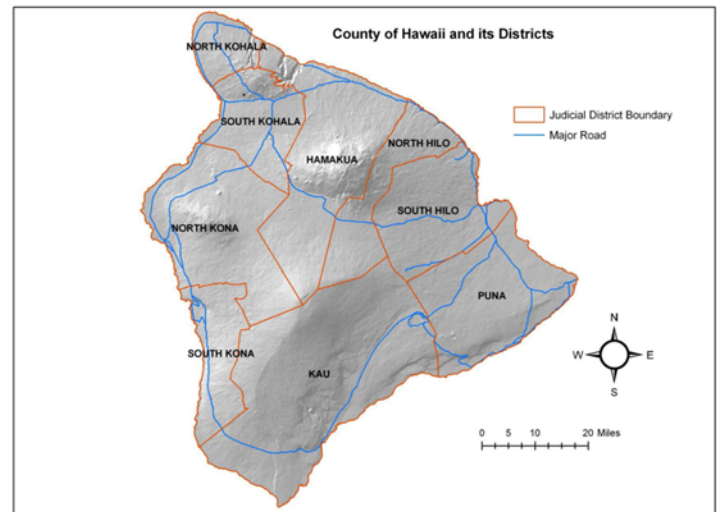 County of Hawaii and its Districts
NORTH KOHALA
Judicial District Boundary
SOUTH KOHALA
Major Road
NORTH HILO
HAMAKUA
SOUTH HILO
NORTH KONA
PUNA
N
SOUTH KONA
W E
KAU
S
0 5 10 20 Miles